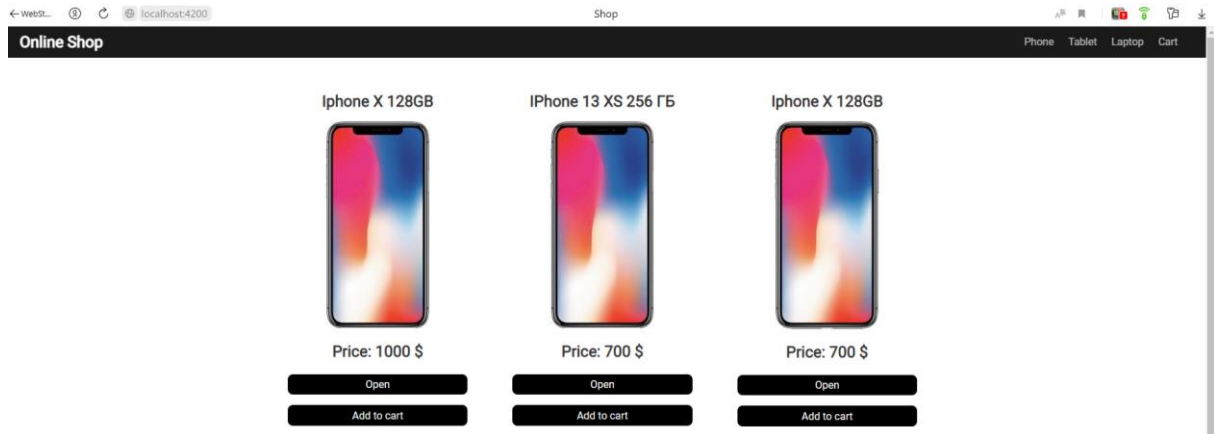 WebSt...
localhost:4200
Shop
Online Shop
Phone Tablet Laptop Cart
Iphone X 128GB
IPhone 13 XS 256 ГБ
Iphone X 128GB
Price: 1000 $
Price: 700 $
Price: 700 $
Open
Open
Open
Add to cart
Add to cart
Add to cart